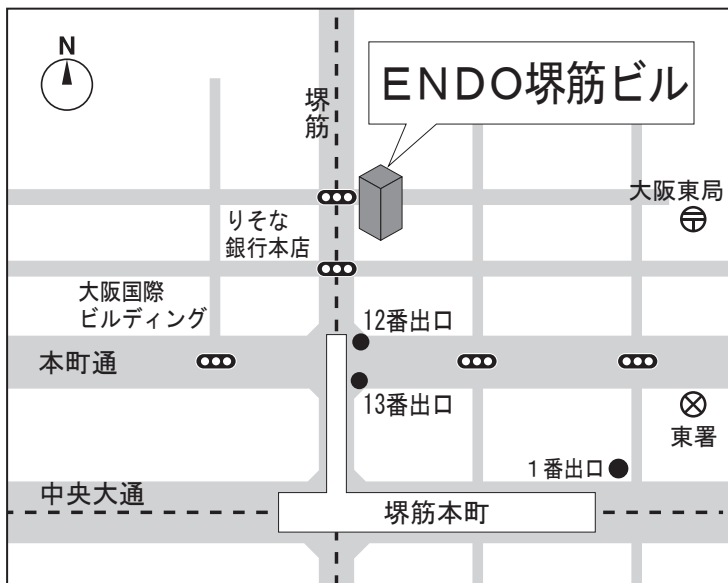 N
堺筋
ENDO堺筋ビル
大阪東局
りそな
銀行本店
大阪国際
ビルディング
12番出口
本町通
13番出口
東署
1番出口
中央大通
堺筋本町